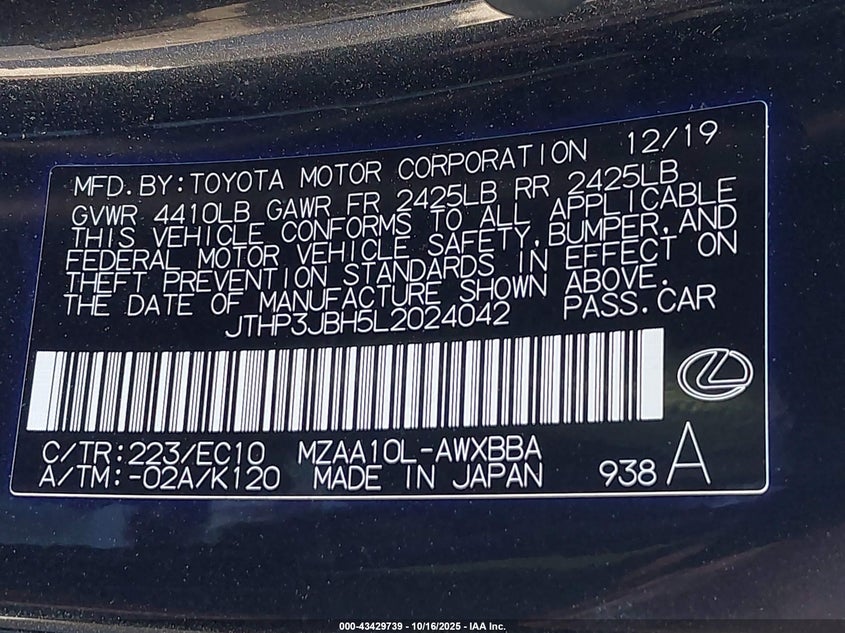 MFD.BY:TOYOTA MOTOR CORPORATION 12/19
GVWR 4410LB GAWR FR 2425LB RR 2425LB
THIS VEHICLE CONFORMS TO ALL APPLICABLE
FEDERAL MOTOR VEHICLE SAFETY,BUMPER,AND
THEFT PREVENTION STANDARDS IN EFFECT ON
THE DATE OF MANUFACTURE SHOWN ABOVE.
JTHP3JBH5L2024042 PASS.CAR
C/TR:223/EC10 MZAA10L-AWXBBA
A/TM:-02A/K120 MADE IN JAPAN 938 A
000-43429739 - 10/16/2025 - IAA Inc.